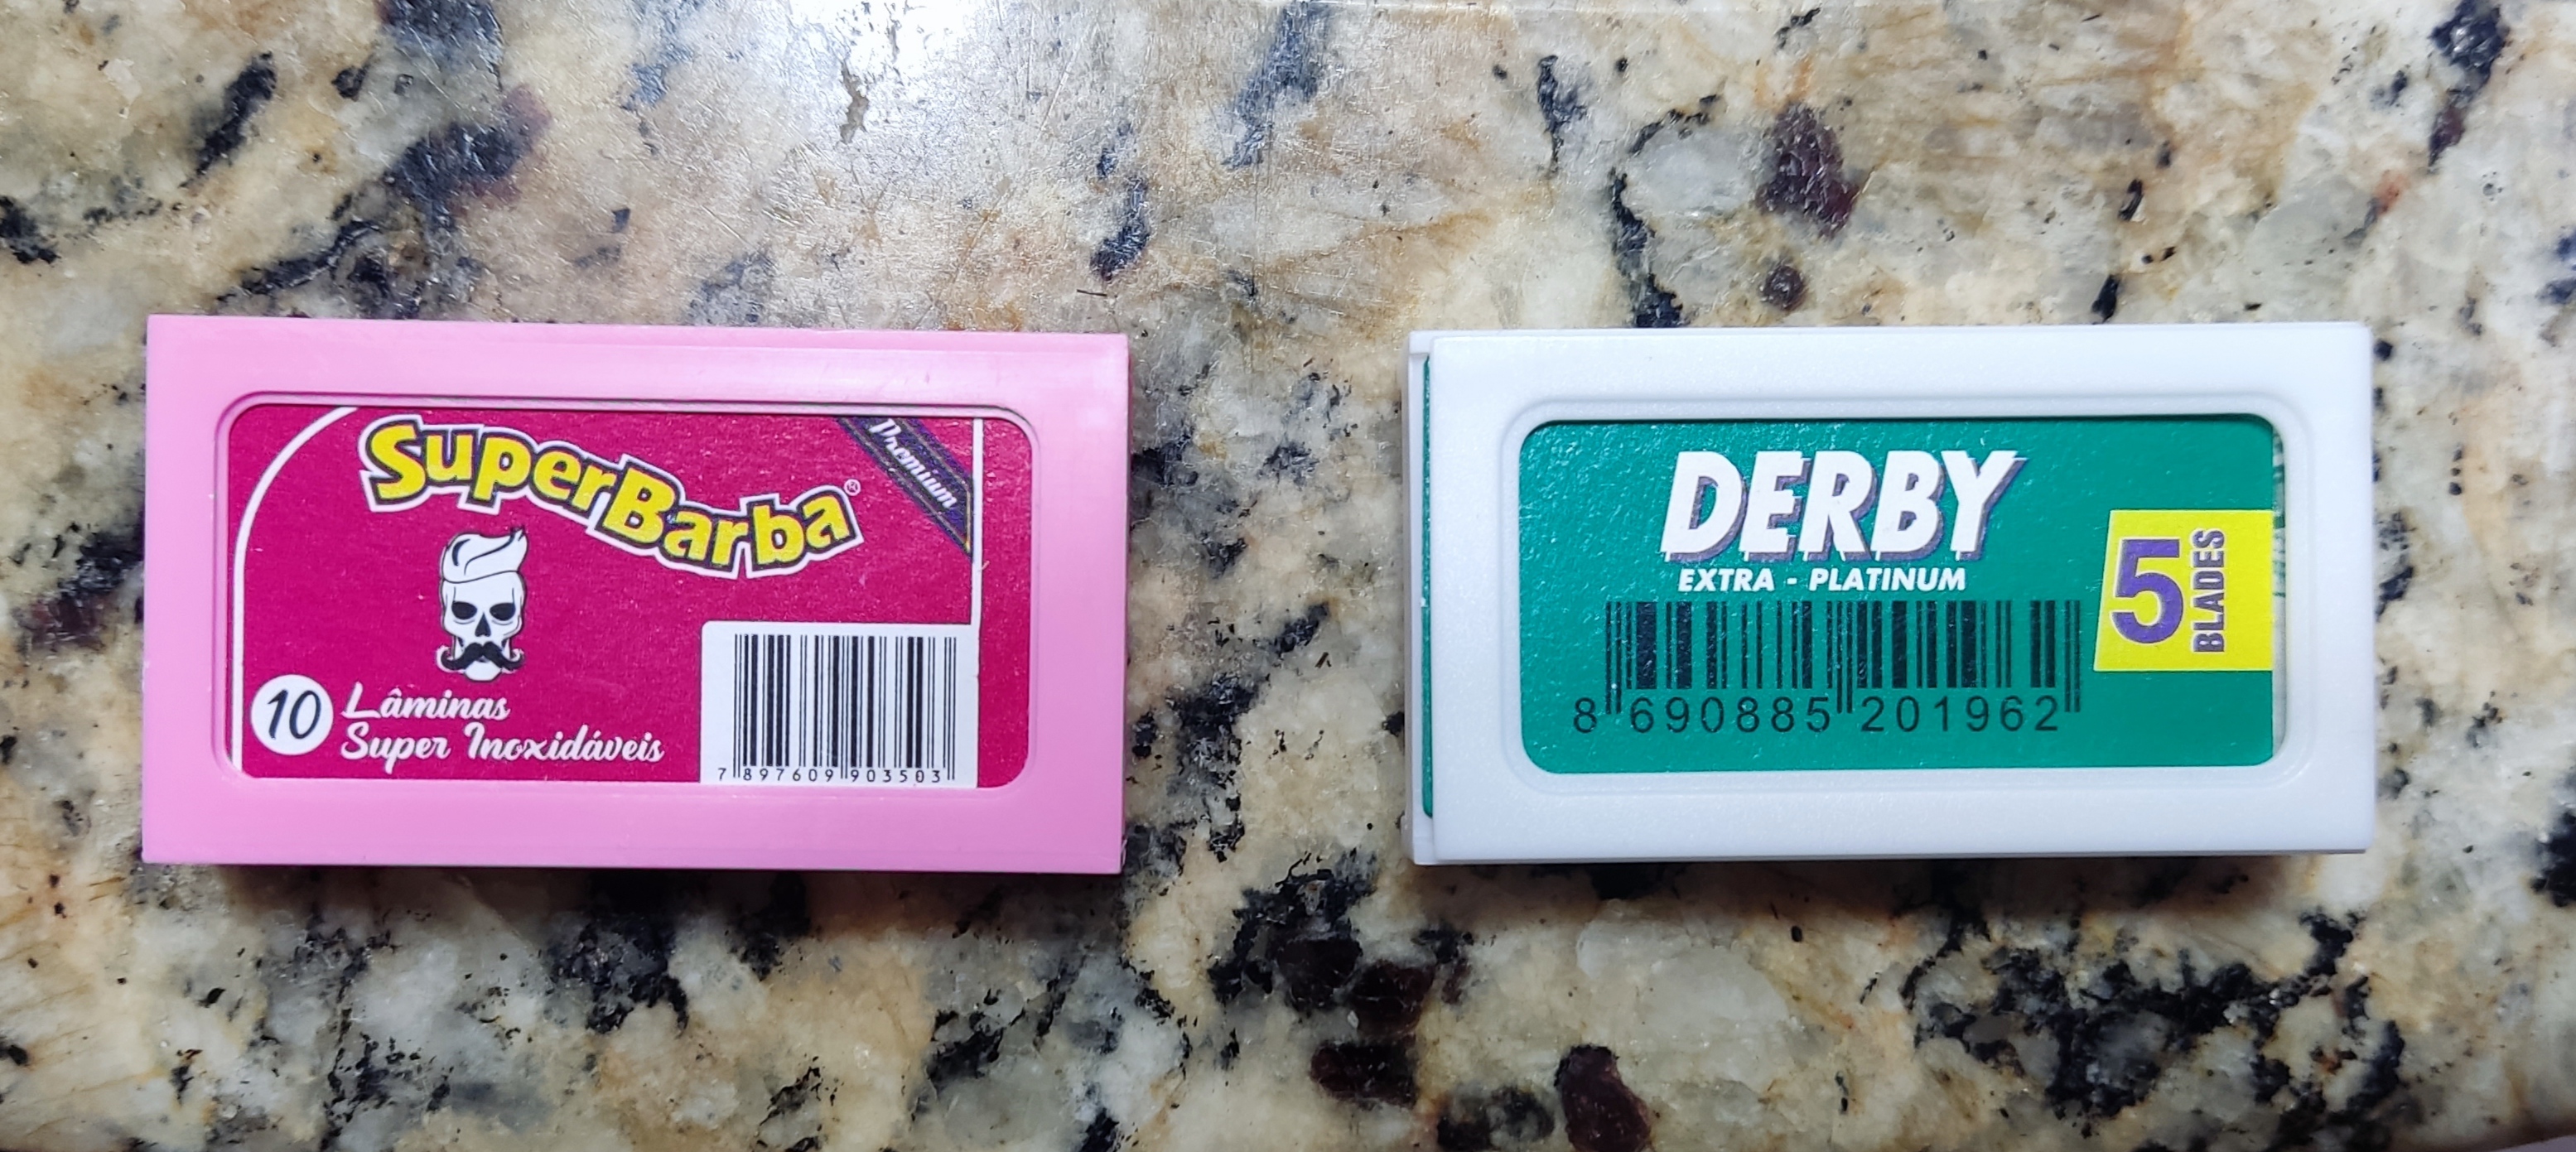 SuperBarba®
Premium
10
Lâminas
Super Inoxidáveis
7 897609 903503
DERBY
EXTRA - PLATINUM
5
BLADES
8 690885 201962